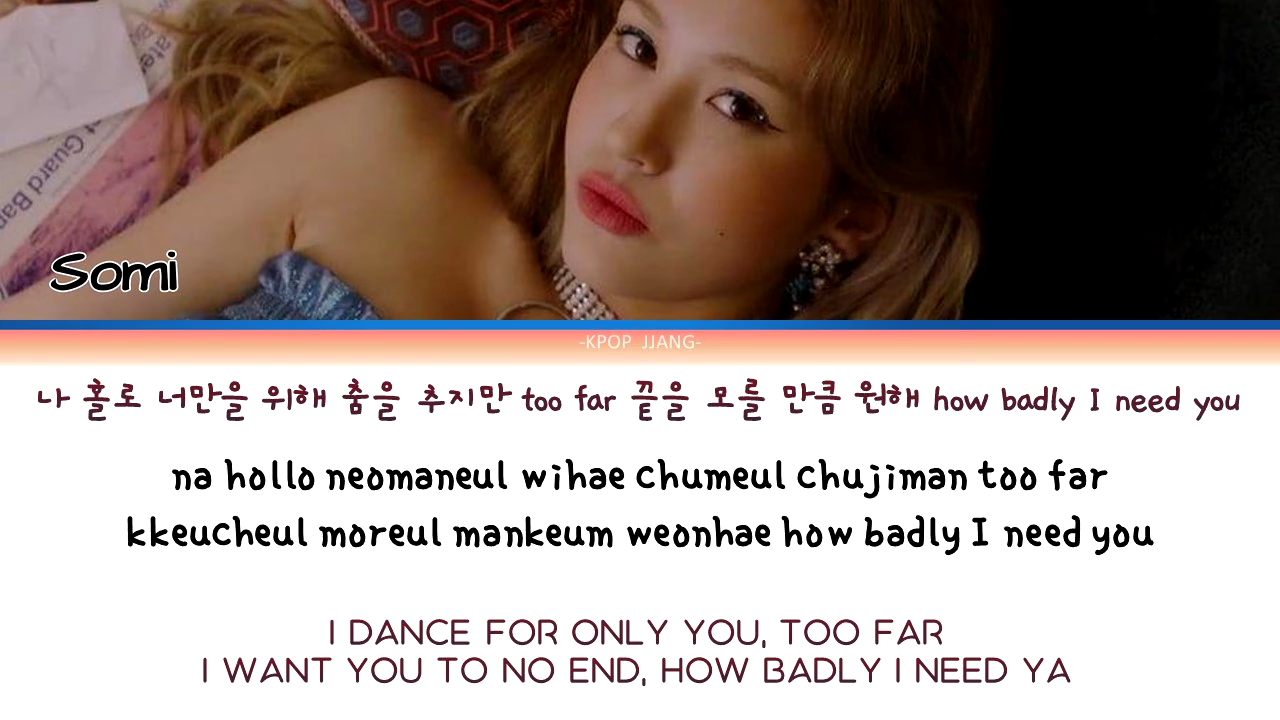 Guard Ban
Somi
-KPOP JJANG-
나 홀로 너만을 위해 춤을 추지만 too far 끝을 모를 만큼 원해 how badly I need you
na hollo neomaneul wihae chumeul chujiman too far
kkeucheul moreul mankeum weonhae how badly I need you
I DANCE FOR ONLY YOU, TOO FAR
I WANT YOU TO NO END, HOW BADLY I NEED YA